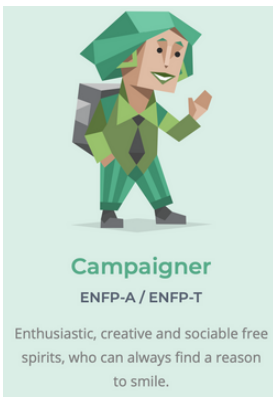 Campaigner
ENFP-A / ENFP-T
Enthusiastic, creative and sociable free
spirits, who can always find a reason
to smile.